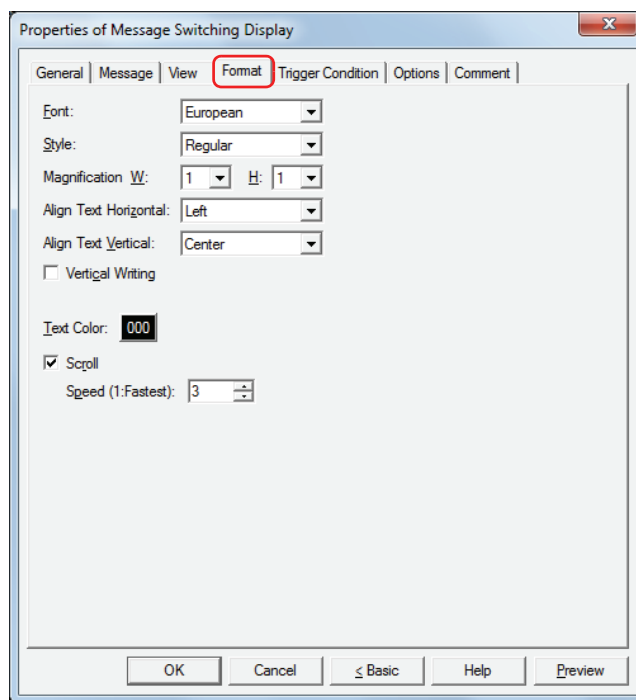 Properties of Message Switching Display
General Message View Format Trigger Condition Options Comment
Font: European
Style: Regular
Magnification W: 1 H: 1
Align Text Horizontal: Left
Align Text Vertical: Center
Vertical Writing
Text Color: 000
Scroll
Speed (1:Fastest): 3
OK Cancel ≤ Basic Help Preview